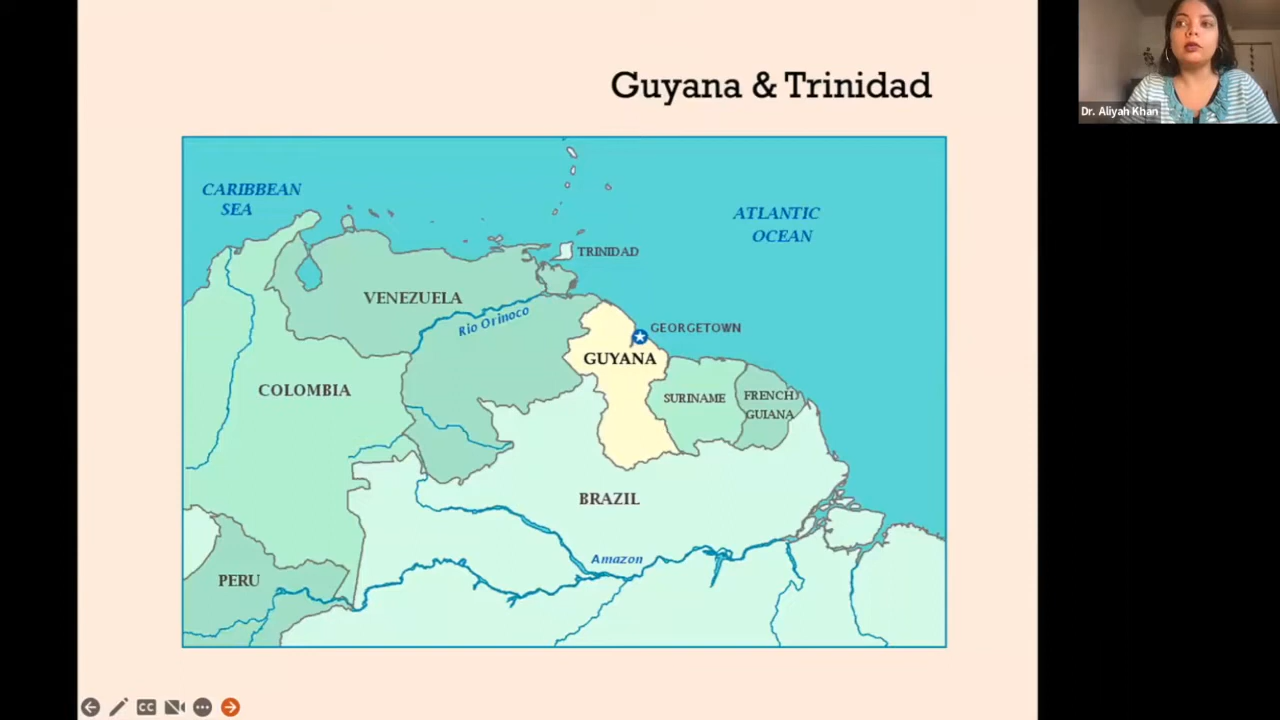 Guyana & Trinidad
Dr. Aliyah Khan
CARIBBEAN
SEA
ATLANTIC
OCEAN
TRINIDAD
VENEZUELA
Rio Orinoco
GEORGETOWN
GUYANA
COLOMBIA
SURINAME
FRENCH
GUIANA
BRAZIL
Amazon
PERU
CC